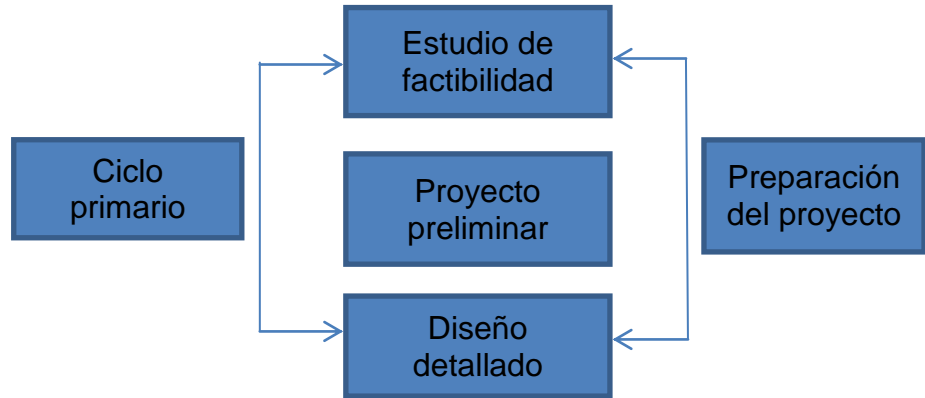 Estudio de
factibilidad
Ciclo
primario
Proyecto
preliminar
Preparación
del proyecto
Diseño
detallado